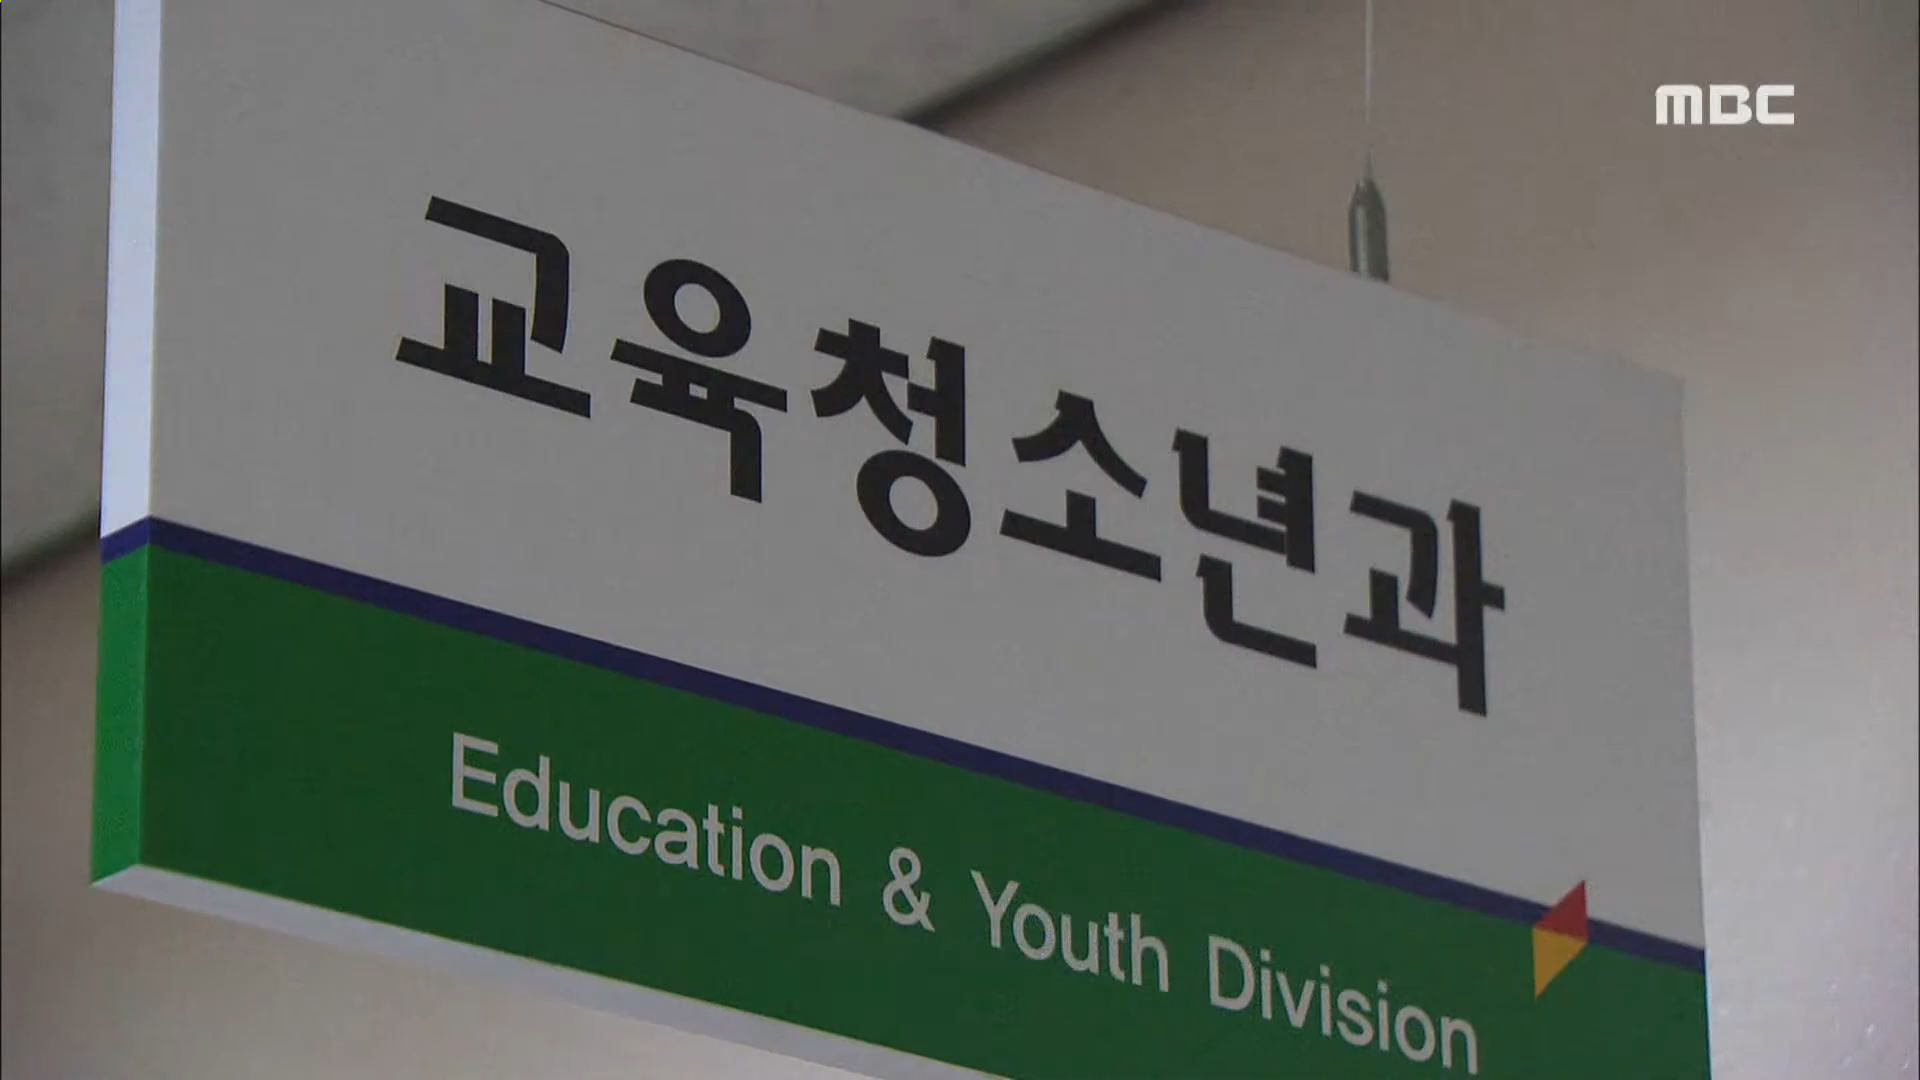 MBC
교육청소년과
Education & Youth Division